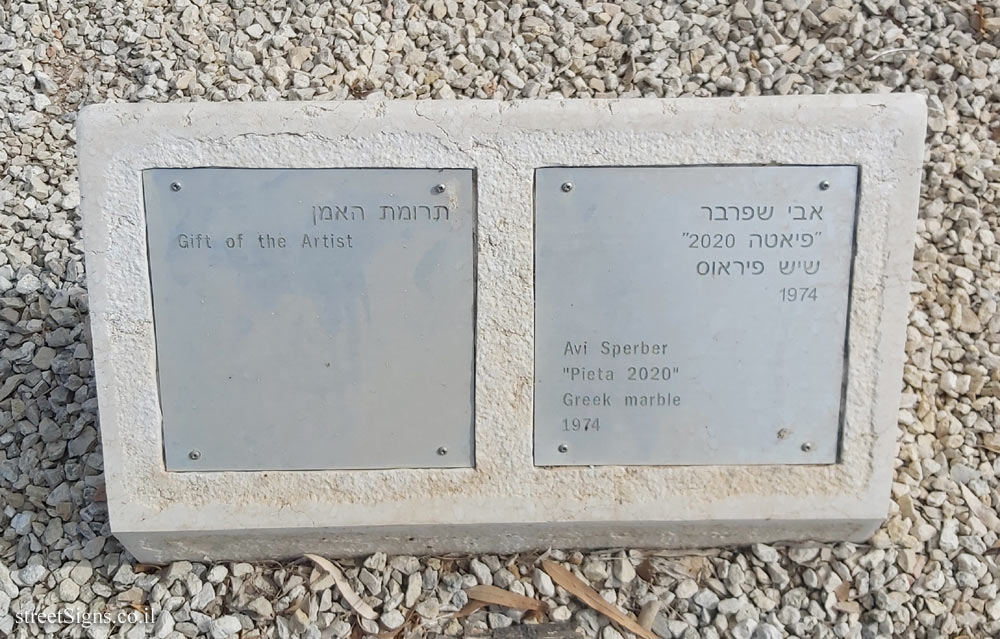 תרומת האמן
Gift of the Artist
אבי שפרבר
"פיאטה 2020"
שיש פיראוס
1974
Avi Sperber
"Pieta 2020"
Greek marble
1974
streetSigns.co.il